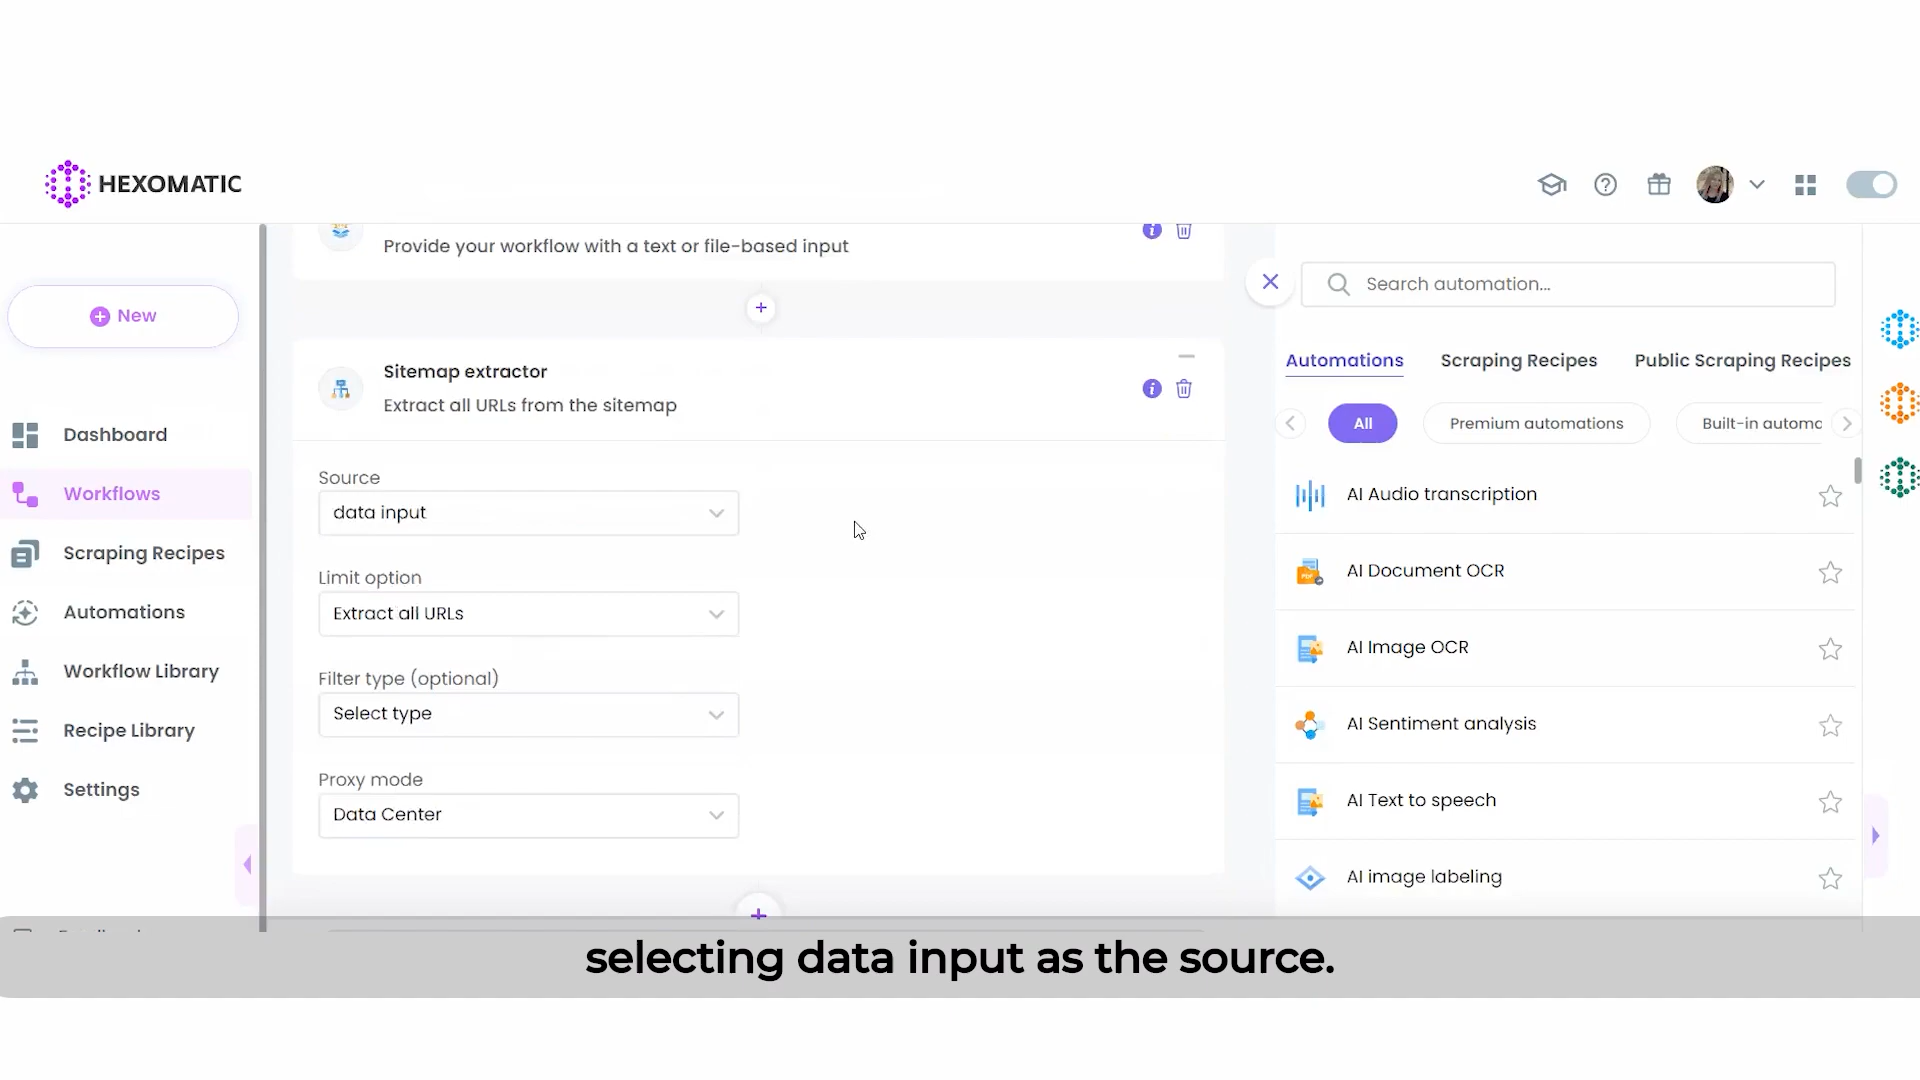 HEXOMATIC
New
Dashboard
Workflows
Scraping Recipes
Automations
Workflow Library
Recipe Library
Settings
Provide your workflow with a text or file-based input
Sitemap extractor
Extract all URLs from the sitemap
Source
data input
Limit option
Extract all URLs
Filter type (optional)
Select type
Proxy mode
Data Center
Search automation...
Automations Scraping Recipes Public Scraping Recipes
All Premium automations Built-in automa
AI Audio transcription
AI Document OCR
AI Image OCR
AI Sentiment analysis
AI Text to speech
AI image labeling
selecting data input as the source.